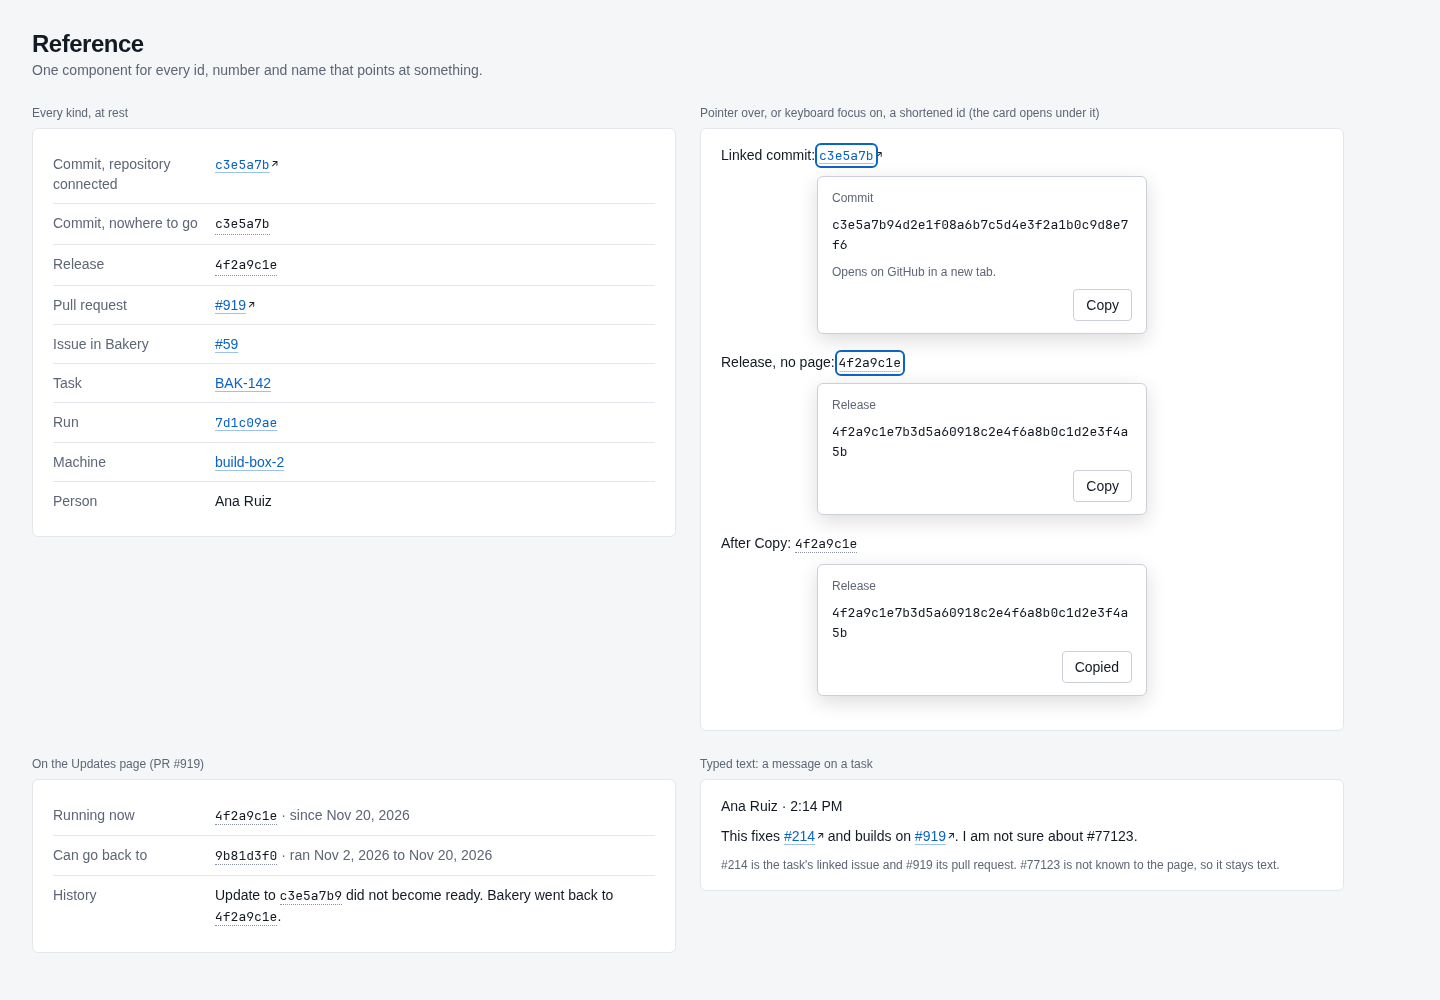 Reference
One component for every id, number and name that points at something.
Every kind, at rest
Commit, repository connected
c3e5a7b↗
Commit, nowhere to go
c3e5a7b
Release
4f2a9c1e
Pull request
#919↗
Issue in Bakery
#59
Task
BAK-142
Run
7d1c09ae
Machine
build-box-2
Person
Ana Ruiz
Pointer over, or keyboard focus on, a shortened id (the card opens under it)
Linked commit: c3e5a7b↗
Commit
c3e5a7b94d2e1f08a6b7c5d4e3f2a1b0c9d8e7
f6
Opens on GitHub in a new tab.
Copy
Release, no page: 4f2a9c1e
Release
4f2a9c1e7b3d5a60918c2e4f6a8b0c1d2e3f4a
5b
Copy
After Copy: 4f2a9c1e
Release
4f2a9c1e7b3d5a60918c2e4f6a8b0c1d2e3f4a
5b
Copied
On the Updates page (PR #919)
Running now
4f2a9c1e · since Nov 20, 2026
Can go back to
9b81d3f0 · ran Nov 2, 2026 to Nov 20, 2026
History
Update to c3e5a7b9 did not become ready. Bakery went back to
4f2a9c1e.
Typed text: a message on a task
Ana Ruiz · 2:14 PM
This fixes #214↗ and builds on #919↗. I am not sure about #77123.
#214 is the task's linked issue and #919 its pull request. #77123 is not known to the page, so it stays text.